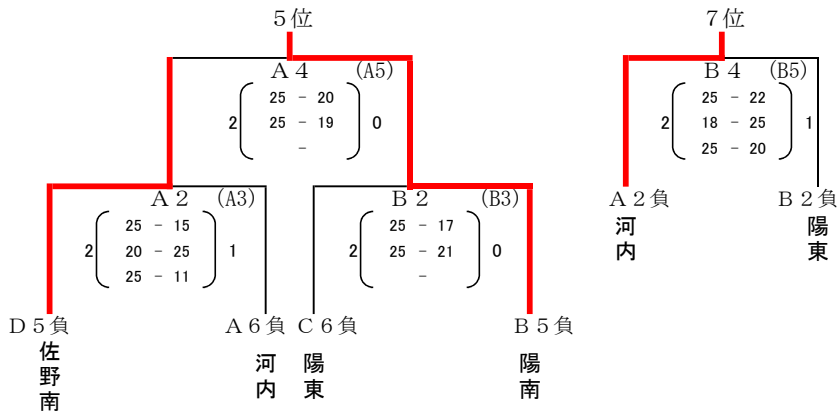 5位
7位
A4 (A5)
25 - 20
2 25 - 19 0
-
B4 (B5)
25 - 22
2 18 - 25 1
25 - 20
A2 (A3)
25 - 15
2 20 - 25 1
25 - 11
B2 (B3)
25 - 17
2 25 - 21 0
-
A2負
河内
B2負
陽東
D5負
佐野南
A6負
河内
C6負
陽東
B5負
陽南